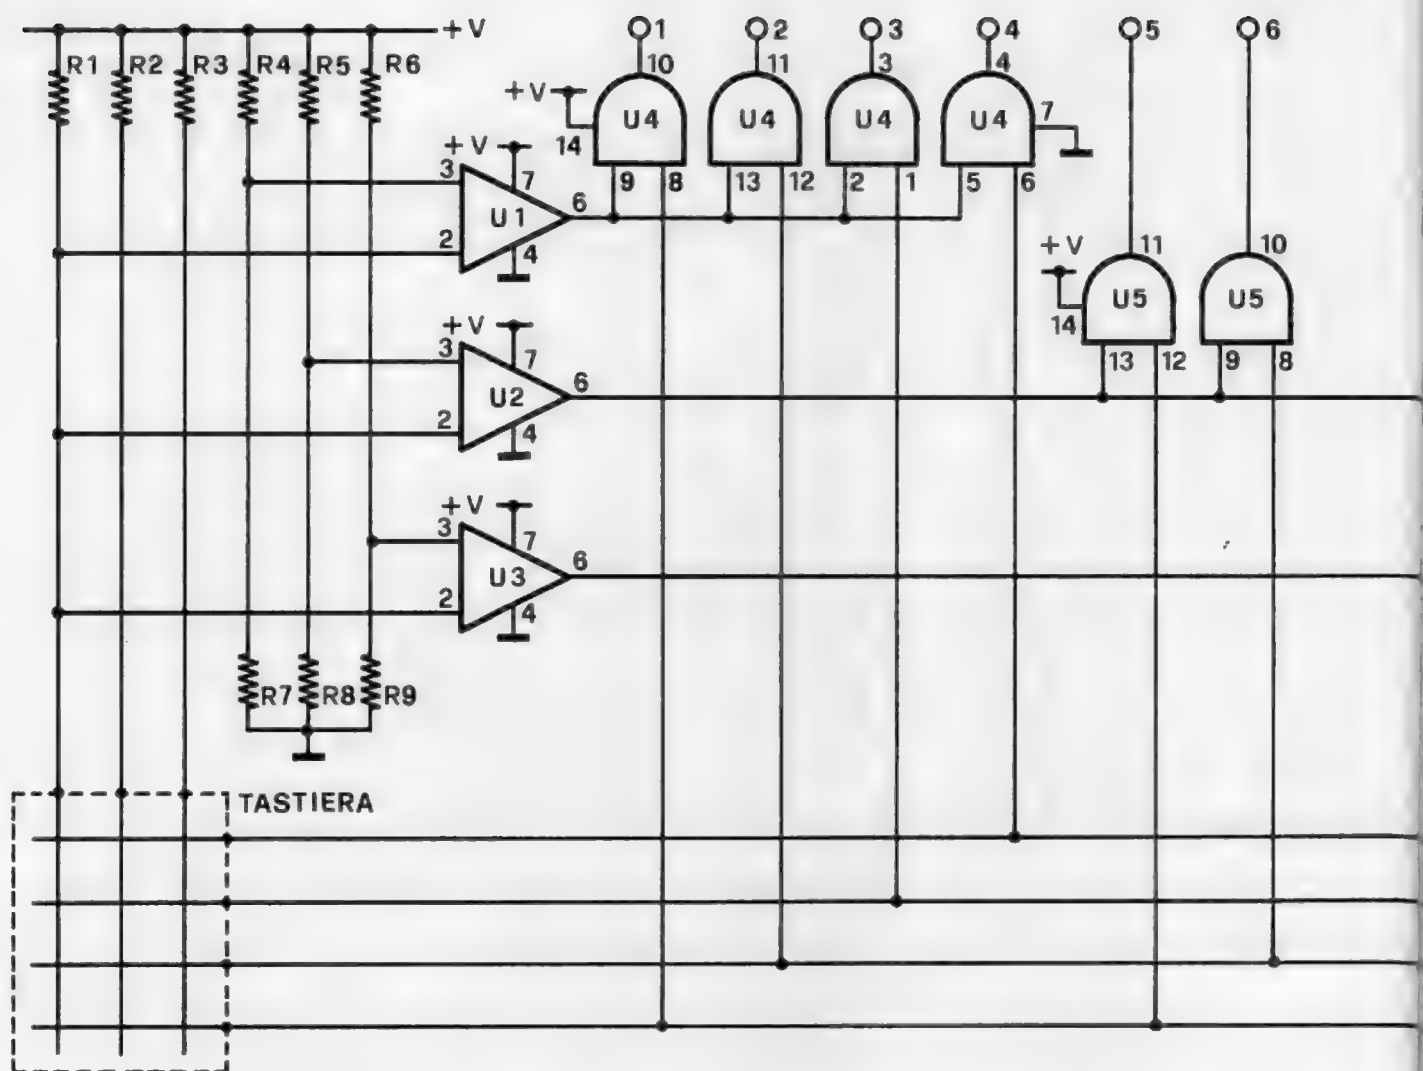 +V
R1 R2 R3 R4 R5 R6
1 2 3 4 5 6
10 11 3 4
+V
14
U4 U4 U4 U4
7
9 8 13 12 2 1 5 6
+V
3 7
U1 6
2 4
+V
11 10
U5 U5
14
13 12 9 8
+V
3 7
U2 6
2 4
+V
3 7
U3 6
2 4
R7 R8 R9
TASTIERA